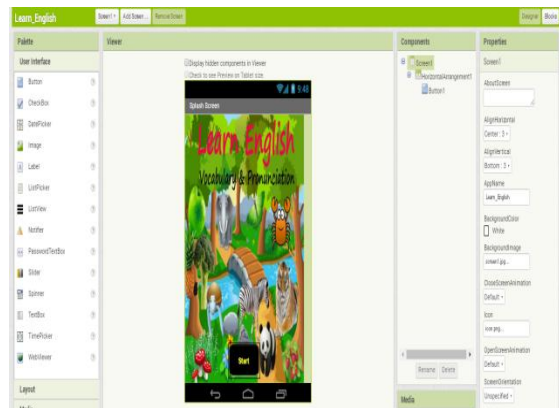 Learn_English
Screen1
Add Screen ...
Remove Screen
Designer
Blocks
Palette
User Interface
Button
CheckBox
DatePicker
Image
Label
ListPicker
ListView
Notifier
PasswordTextBox
Slider
Spinner
TextBox
TimePicker
WebViewer
Layout
Viewer
Display hidden components in Viewer
Check to see Preview on Tablet size.
9:48
Splash Screen
Learn English
Vocabulary & Pronunciation
Start
Components
Screen1
HorizontalArrangement1
Button1
Rename
Delete
Media
Properties
Screen1
AboutScreen
AlignHorizontal
Center : 3
AlignVertical
Bottom : 3
AppName
Learn_English
BackgroundColor
White
BackgroundImage
screen1.jpg...
CloseScreenAnimation
Default
Icon
icon.png...
OpenScreenAnimation
Default
ScreenOrientation
Unspecified